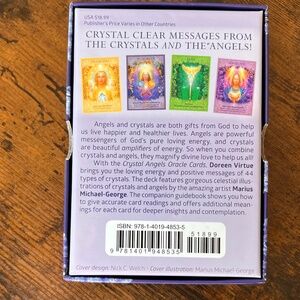 USA $18.99
Publisher's Price Varies in Other Countries
CRYSTAL CLEAR MESSAGES FROM
THE CRYSTALS AND THE ANGELS!
Angels and crystals are both gifts from God to help
us live happier and healthier lives. Angels are powerful
messengers of God's pure loving energy, and crystals
are beautiful amplifiers of energy. So when you combine
crystals and angels, they magnify divine love to help us all!
With the Crystal Angels Oracle Cards, Doreen Virtue
brings you the loving energy and positive messages of 44
types of crystals. The deck features gorgeous celestial illus-
trations of crystals and angels by the amazing artist Marius
Michael-George. The companion guidebook shows you how
to give accurate card readings and offers additional mean-
ings for each card for deeper insights and contemplation.
ISBN: 978-1-4019-4853-5
51899
9 781401 948535
Cover design: Nick C. Welch / Cover illustration: Marius Michael-George